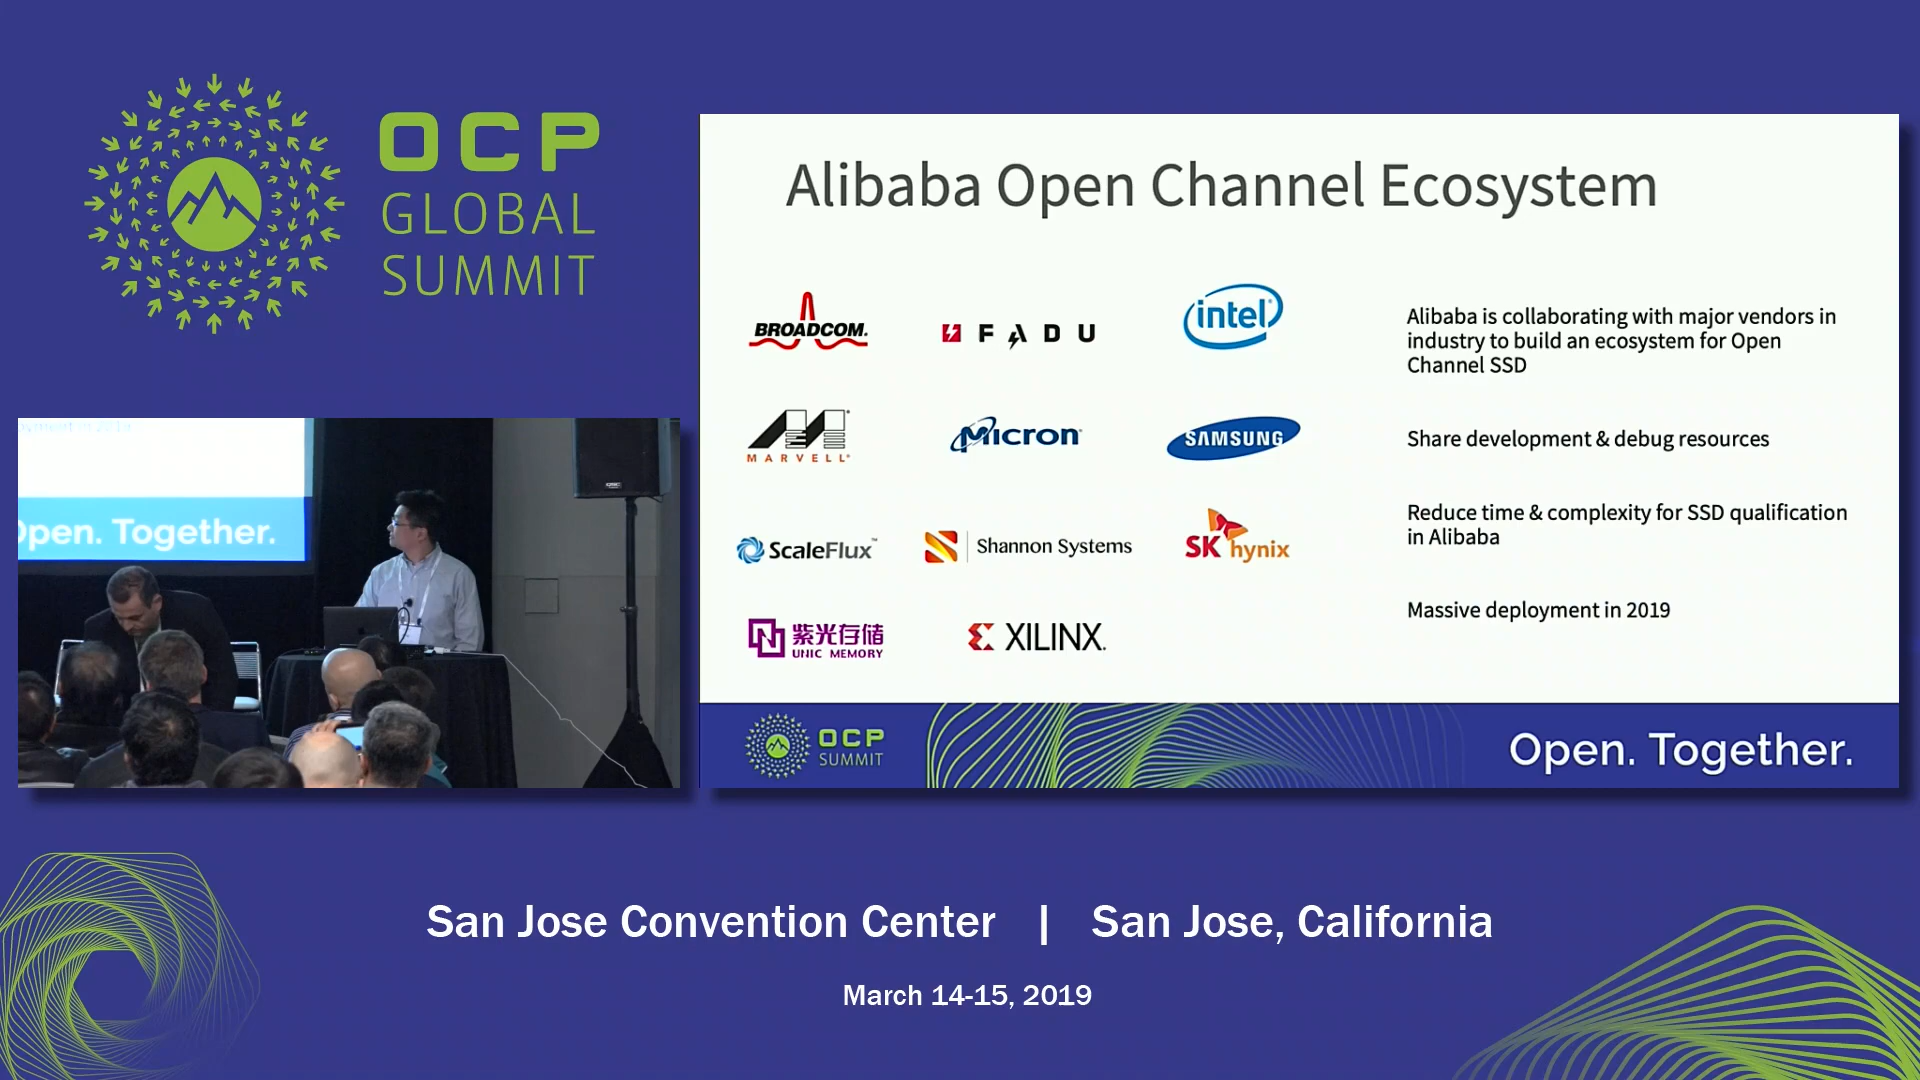 OCP
GLOBAL
SUMMIT
Open. Together.
Alibaba Open Channel Ecosystem
BROADCOM.
FADU
intel
MARVELL
Micron
SAMSUNG
ScaleFlux™
Shannon Systems
SK hynix
紫光存储
UNIC MEMORY
XILINX.
Alibaba is collaborating with major vendors in
industry to build an ecosystem for Open
Channel SSD
Share development & debug resources
Reduce time & complexity for SSD qualification
in Alibaba
Massive deployment in 2019
OCP
SUMMIT
Open. Together.
San Jose Convention Center | San Jose, California
March 14-15, 2019